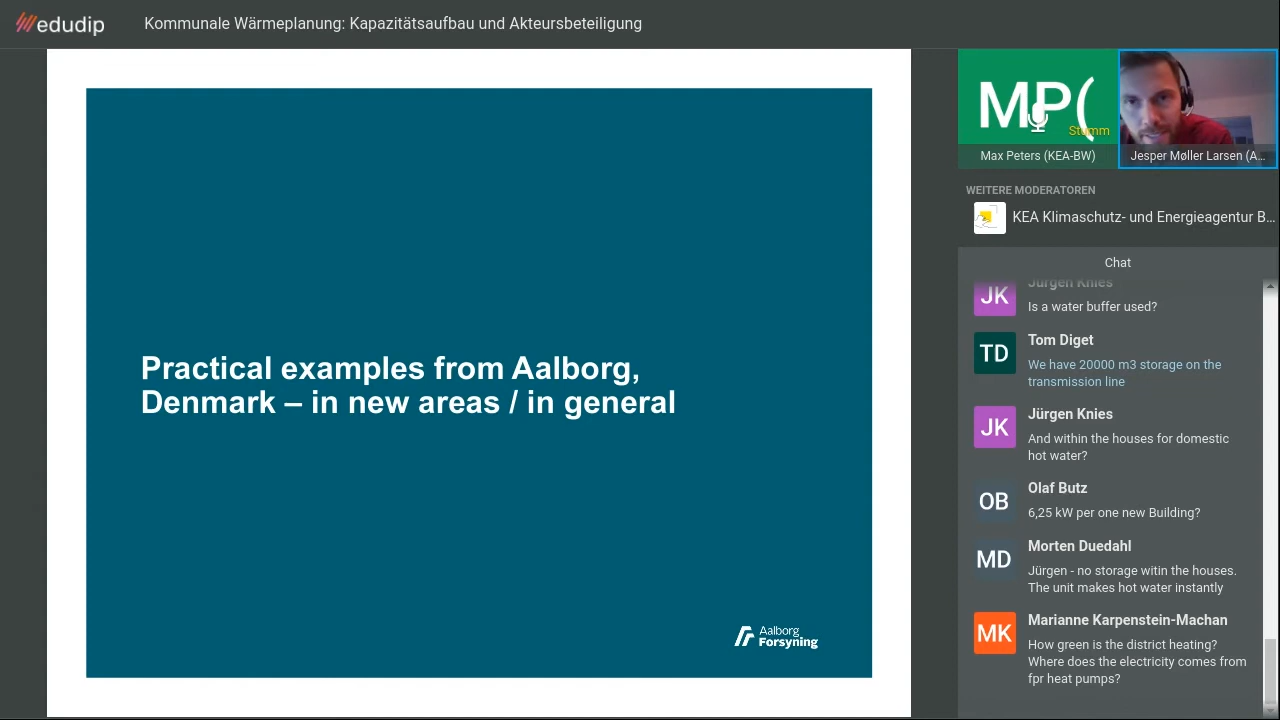 edudip
Kommunale Wärmeplanung: Kapazitätsaufbau und Akteursbeteiligung
Practical examples from Aalborg,
Denmark – in new areas / in general
Aalborg
Forsyning
MP(
Stumm
Max Peters (KEA-BW)
Jesper Møller Larsen (A...
WEITERE MODERATOREN
KEA Klimaschutz- und Energieagentur B...
Chat
JK
Jürgen Knies
Is a water buffer used?
TD
Tom Diget
We have 20000 m3 storage on the
transmission line
JK
Jürgen Knies
And within the houses for domestic
hot water?
OB
Olaf Butz
6,25 kW per one new Building?
MD
Morten Duedahl
Jürgen - no storage witin the houses.
The unit makes hot water instantly
MK
Marianne Karpenstein-Machan
How green is the district heating?
Where does the electricity comes from
fpr heat pumps?